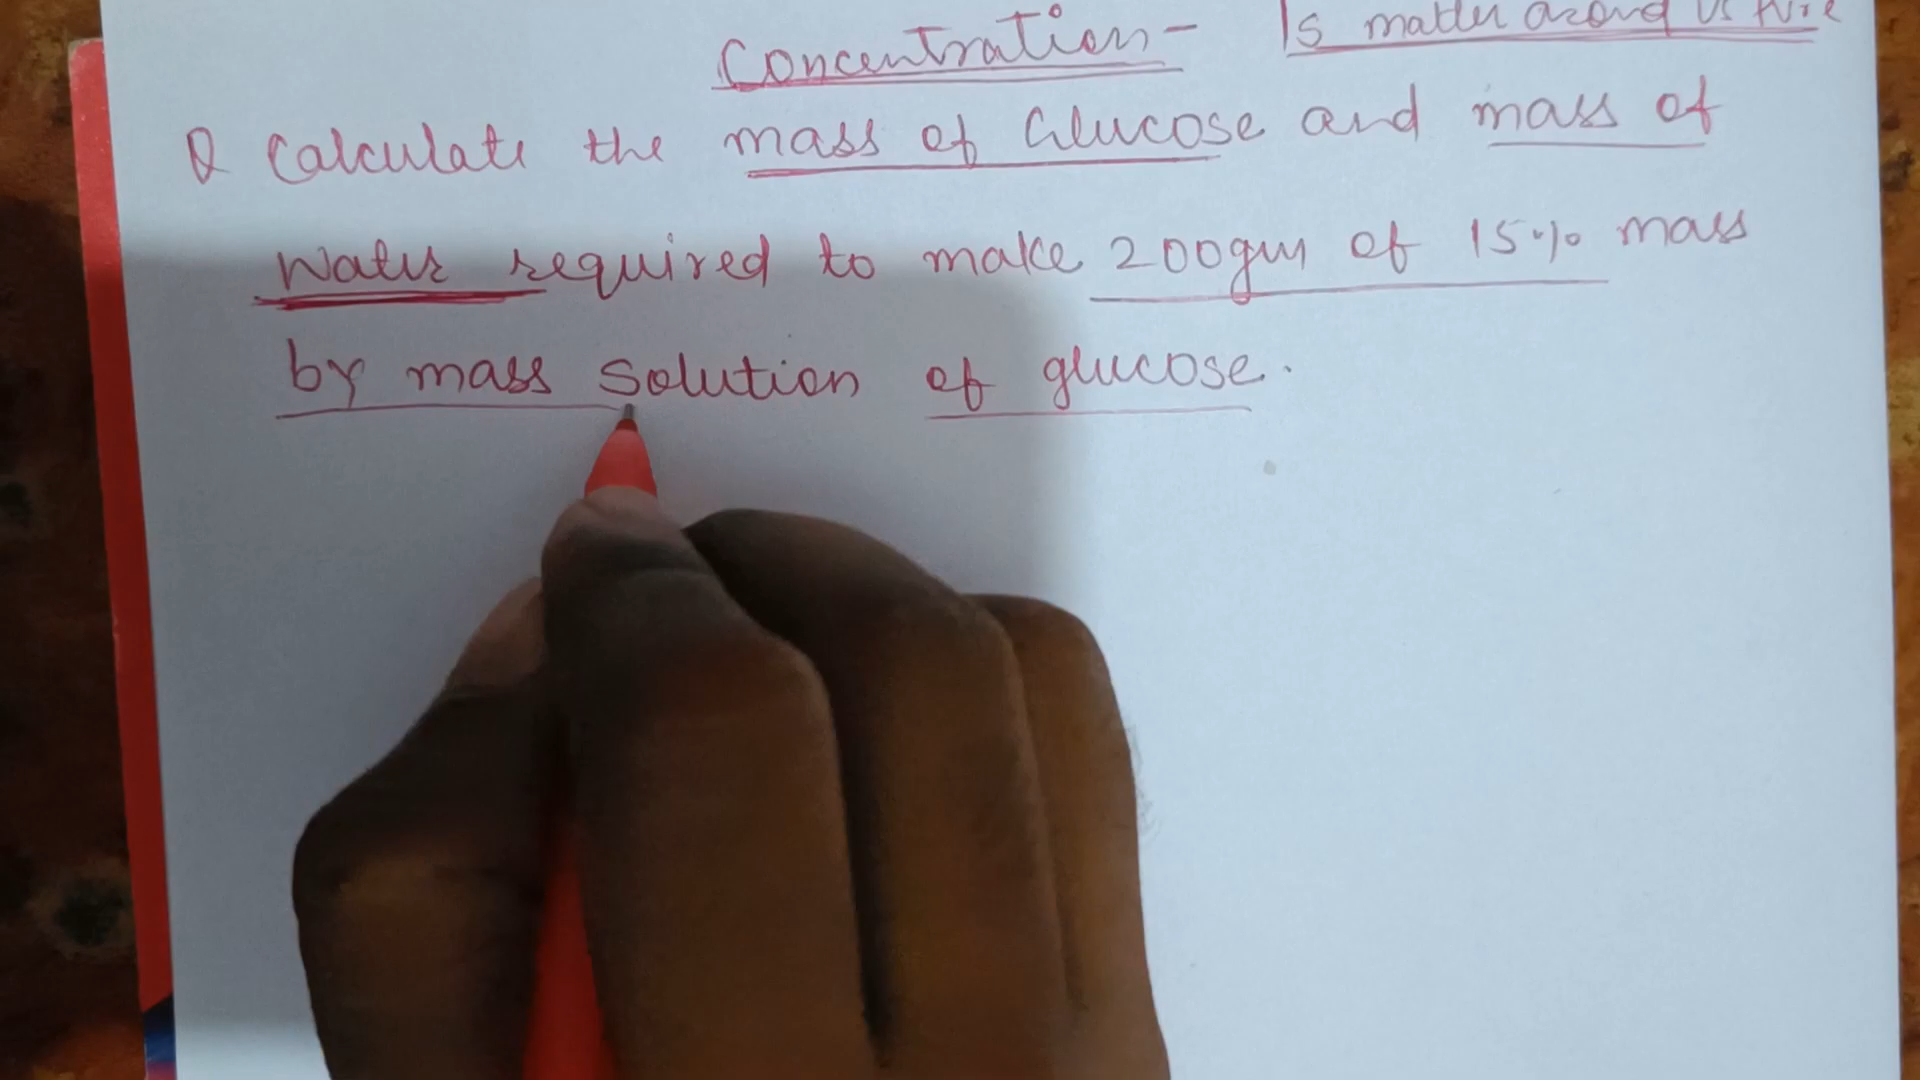 Concentration- Is matter around us Pure
Q Calculate the mass of Glucose and mass of
Water required to make 200gm of 15% mass
by mass solution of glucose.